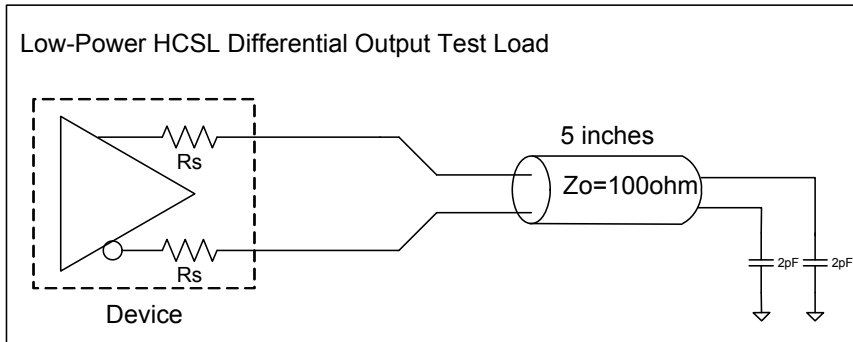 Low-Power HCSL Differential Output Test Load
5 inches
Rs
Zo=100ohm
Rs
2pF
2pF
Device